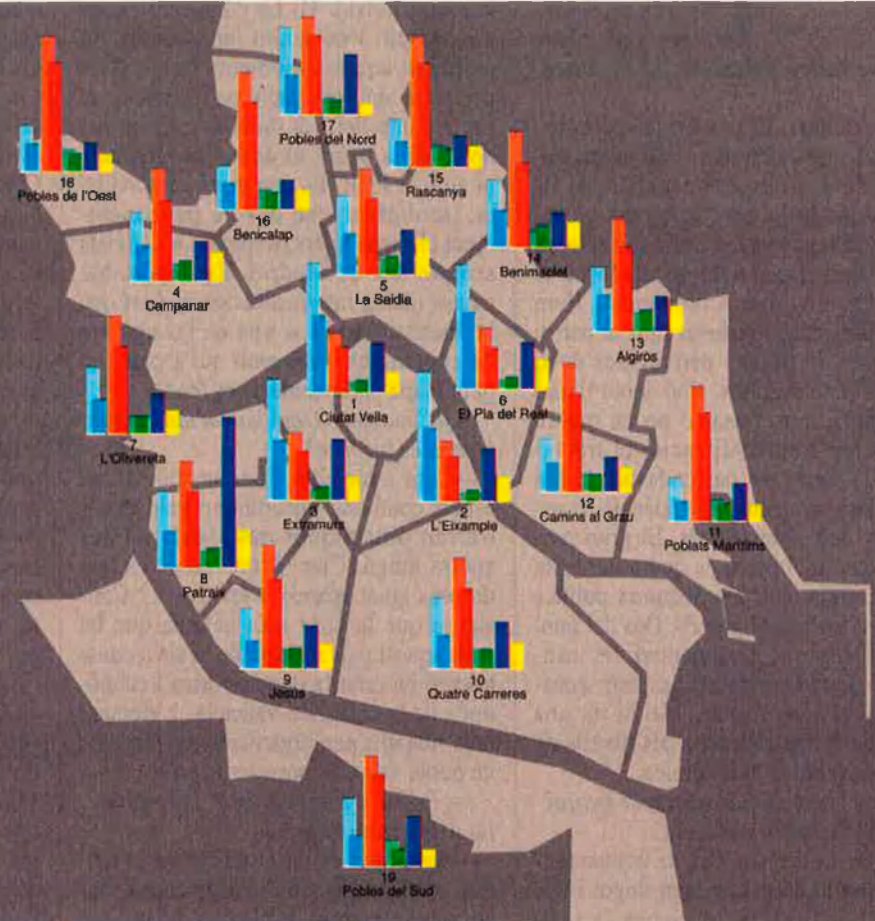 17
Pobles del Nord
18
Pobles de l'Oest
15
Rascanya
16
Benicalap
14
Benimaclet
4
Campanar
5
La Saïdia
13
Algirós
1
Ciutat Vella
6
El Pla del Real
7
L'Olivereta
3
Extramurs
2
L'Eixample
12
Camins al Grau
11
Poblats Marítims
8
Patraix
9
Jesús
10
Quatre Carreres
19
Pobles del Sud